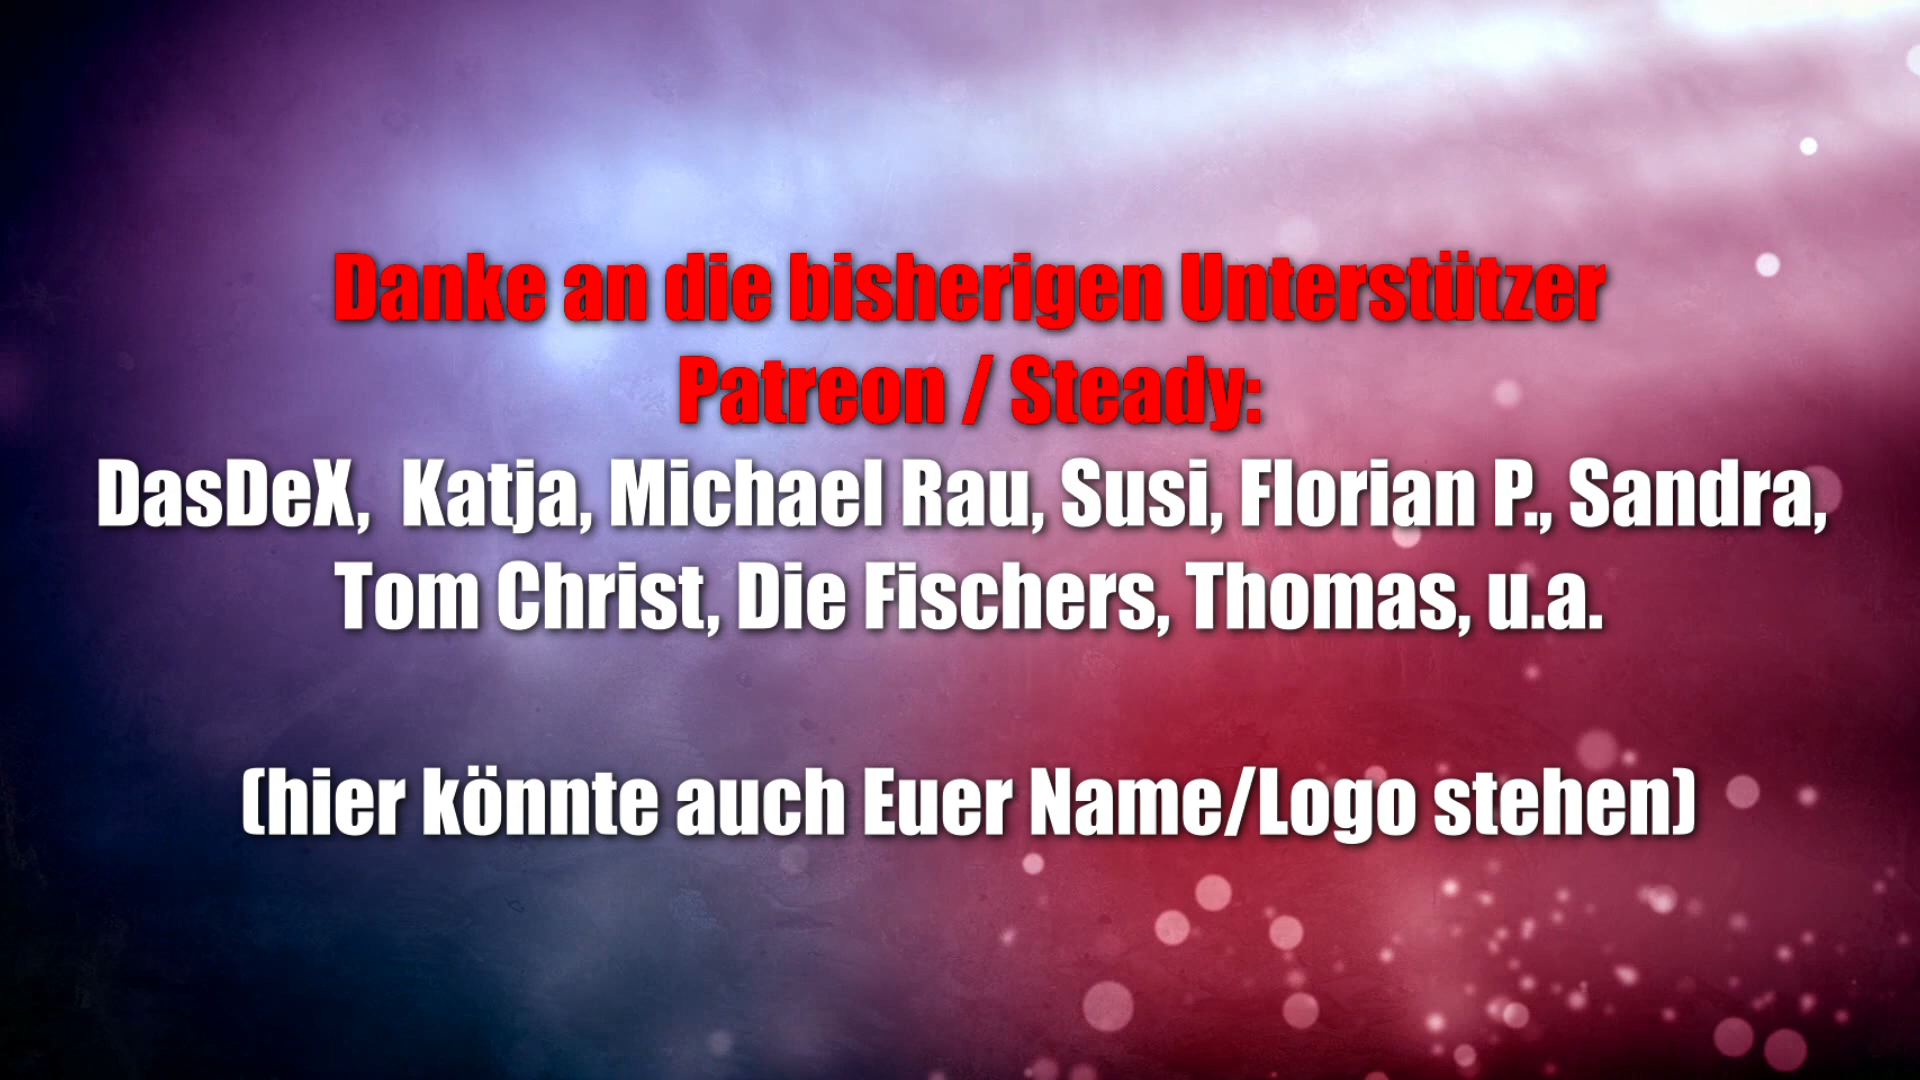 Danke an die bisherigen Unterstützer
Patreon / Steady:
DasDeX,  Katja, Michael Rau, Susi, Florian P., Sandra,
Tom Christ, Die Fischers, Thomas, u.a.
(hier könnte auch Euer Name/Logo stehen)